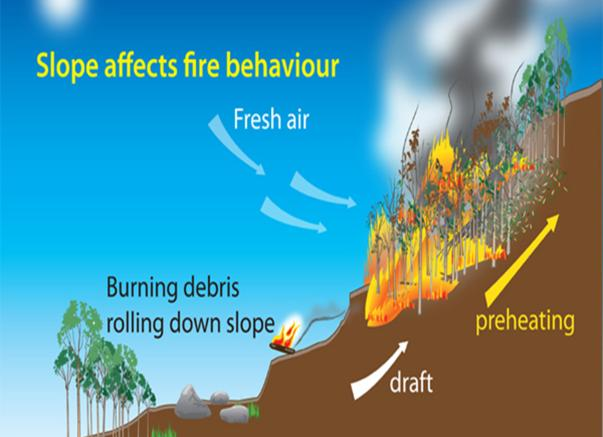 Slope affects fire behaviour
Fresh air
Burning debris
rolling down slope
preheating
draft